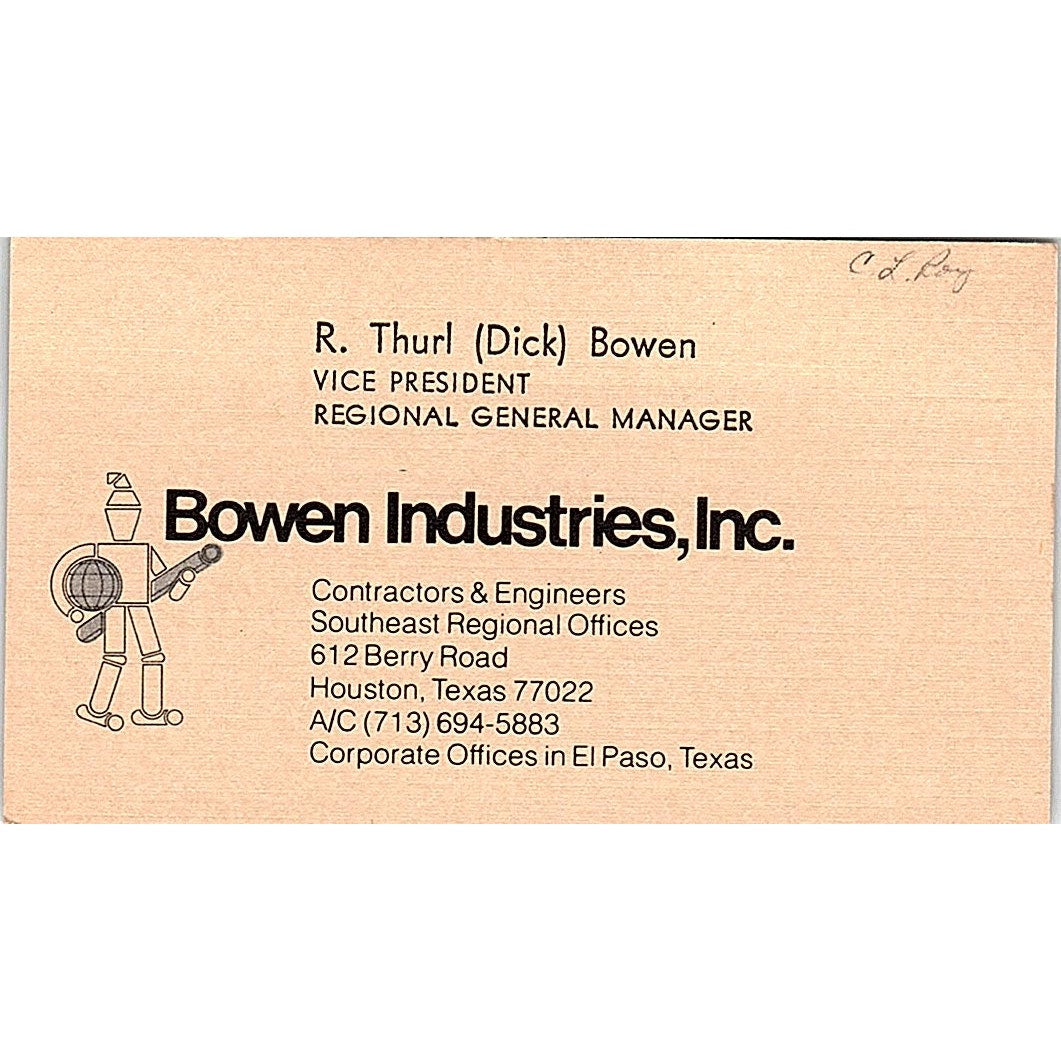 C. L. Roy
R. Thurl (Dick) Bowen
VICE PRESIDENT
REGIONAL GENERAL MANAGER
Bowen Industries, Inc.
Contractors & Engineers
Southeast Regional Offices
612 Berry Road
Houston, Texas 77022
A/C (713) 694-5883
Corporate Offices in El Paso, Texas